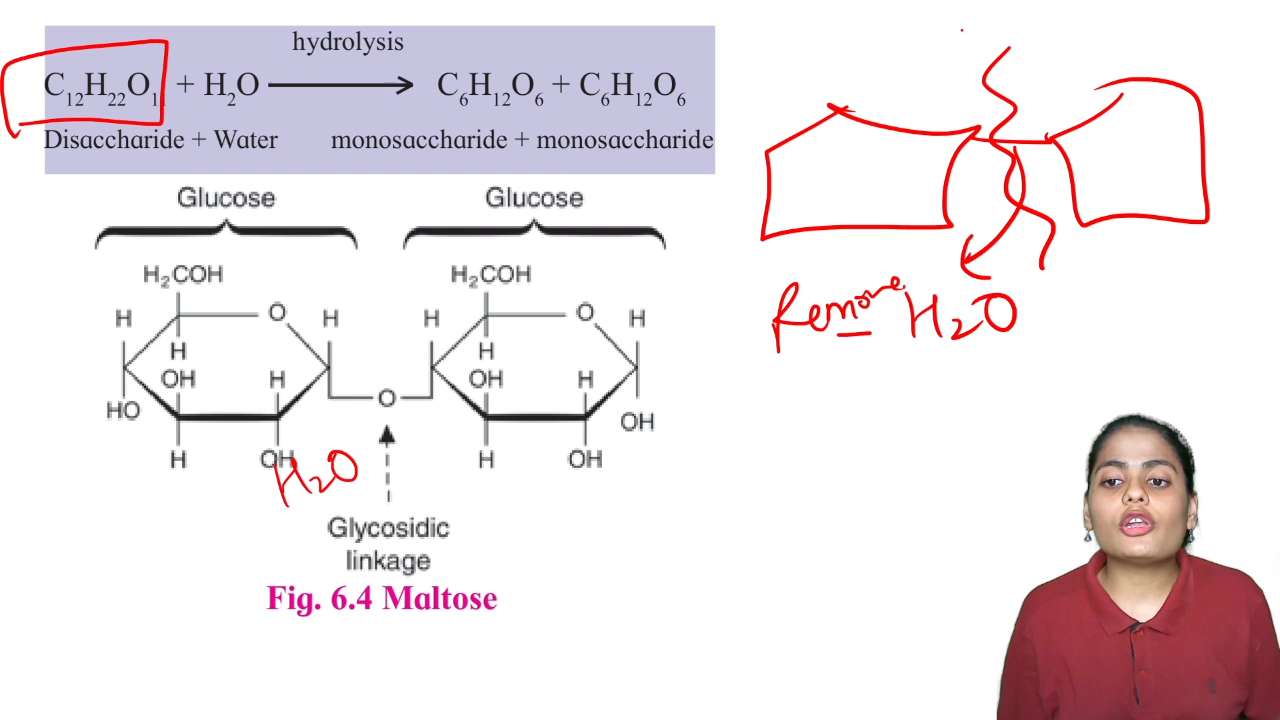 hydrolysis
C₁₂H₂₂O₁₁ + H₂O ⟶ C₆H₁₂O₆ + C₆H₁₂O₆
Disaccharide + Water monosaccharide + monosaccharide
Glucose Glucose
H₂COH H₂COH
H O H H O H
H H
OH H OH H
HO O OH
H OH H OH
H₂O
Glycosidic
linkage
Fig. 6.4 Maltose
Remove H₂O